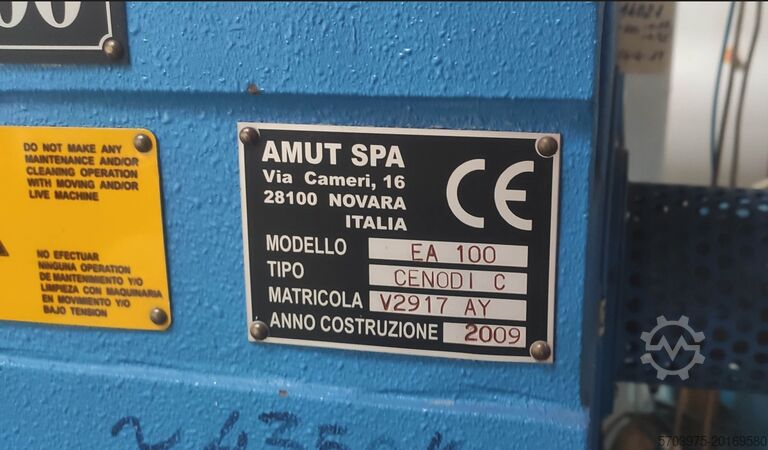 00
DO NOT MAKE ANY
MAINTENANCE AND/OR
CLEANING OPERATION
WITH MOVING AND/OR
LIVE MACHINE
NO EFECTUAR
NINGUNA OPERATION
DE MANTENIMIENTO Y/O
LIMPIEZA CON MAQUINARIA
EN MOVIMIENTO Y/O
BAJO TENSION
AMUT SPA
Via Cameri, 16
28100 NOVARA
ITALIA
CE
MODELLO EA 100
TIPO CENODI C
MATRICOLA V2917 AY
ANNO COSTRUZIONE 2009
5703975-20169580